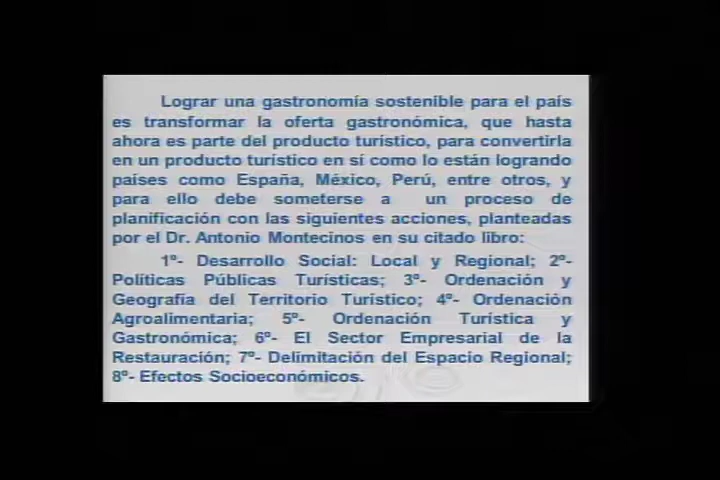 Lograr una gastronomía sostenible para el país
es transformar la oferta gastronómica, que hasta
ahora es parte del producto turístico, para convertirla
en un producto turístico en sí como lo están logrando
países como España, México, Perú, entre otros, y
para ello debe someterse a un proceso de
planificación con las siguientes acciones, planteadas
por el Dr. Antonio Montecinos en su citado libro:
1º- Desarrollo Social: Local y Regional; 2º-
Políticas Públicas Turísticas; 3º- Ordenación y
Geografía del Territorio Turístico; 4º- Ordenación
Agroalimentaria; 5º- Ordenación Turística y
Gastronómica; 6º- El Sector Empresarial de la
Restauración; 7º- Delimitación del Espacio Regional;
8º- Efectos Socioeconómicos.